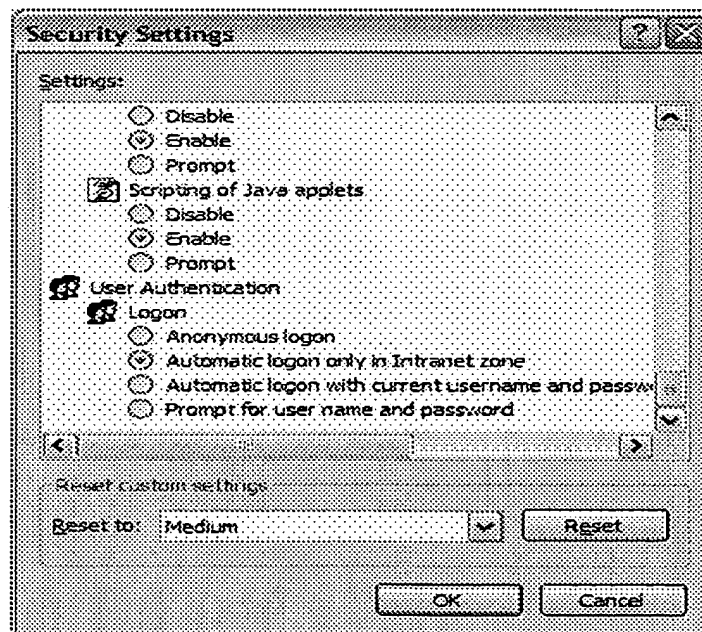 Security Settings
Settings:
Disable
Enable
Prompt
Scripting of Java applets
Disable
Enable
Prompt
User Authentication
Logon
Anonymous logon
Automatic logon only in Intranet zone
Automatic logon with current username and passw
Prompt for user name and password
Reset custom settings
Reset to: Medium Reset
OK Cancel